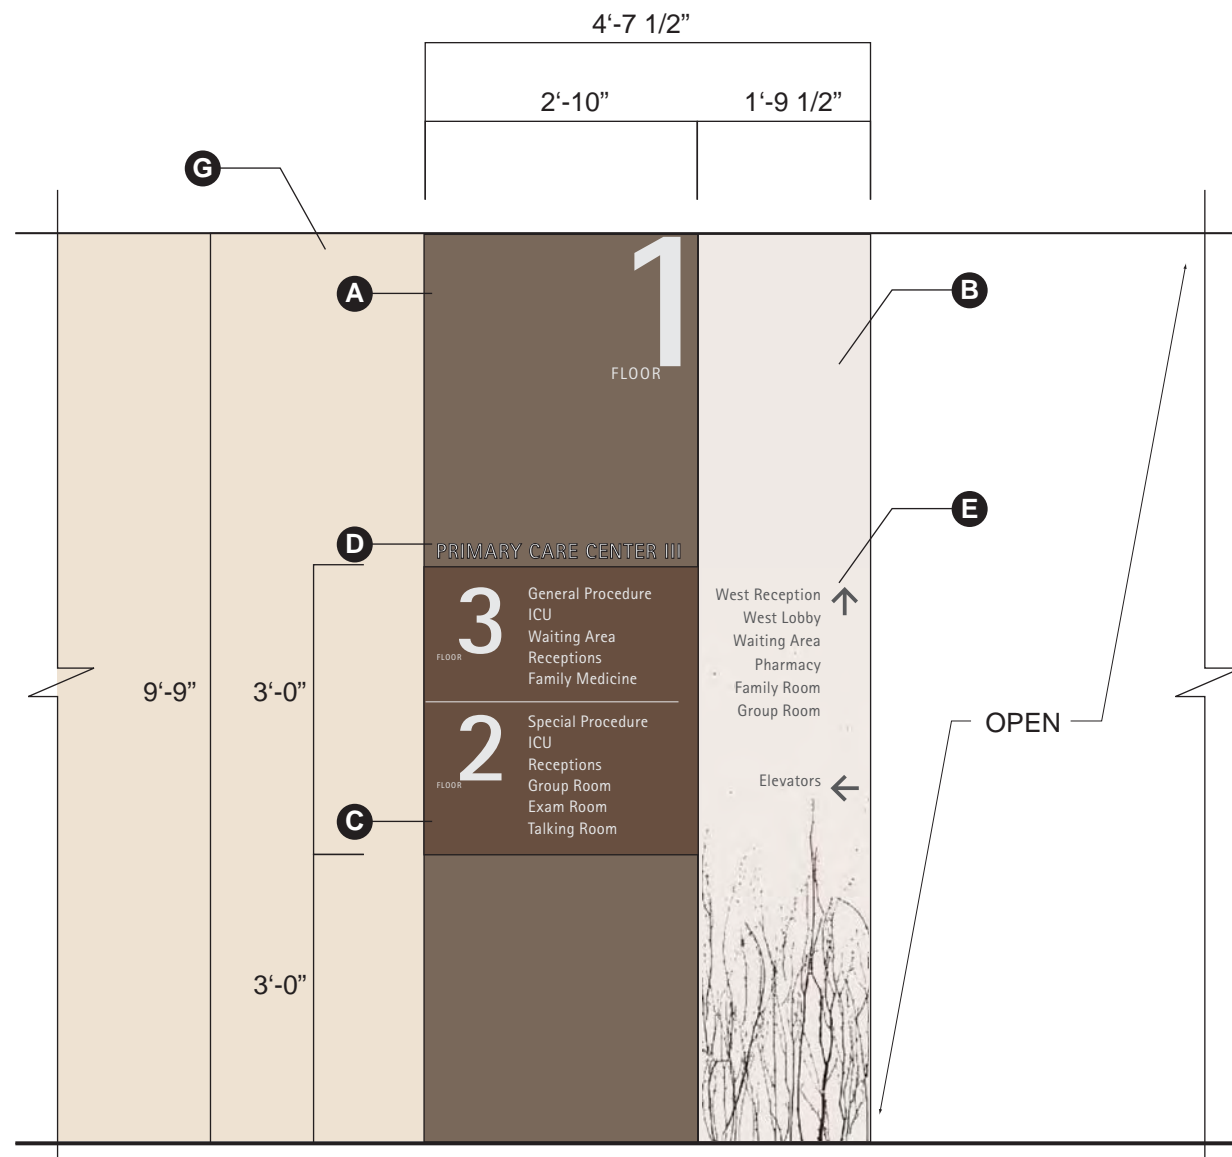 4‘-7 1/2”
2‘-10”
1‘-9 1/2”
G
A
1
FLOOR
B
E
D
PRIMARY CARE CENTER III
3
FLOOR
General Procedure
ICU
Waiting Area
Receptions
Family Medicine
2
FLOOR
Special Procedure
ICU
Receptions
Group Room
Exam Room
Talking Room
C
West Reception
West Lobby
Waiting Area
Pharmacy
Family Room
Group Room
Elevators
9‘-9”
3‘-0”
3‘-0”
OPEN